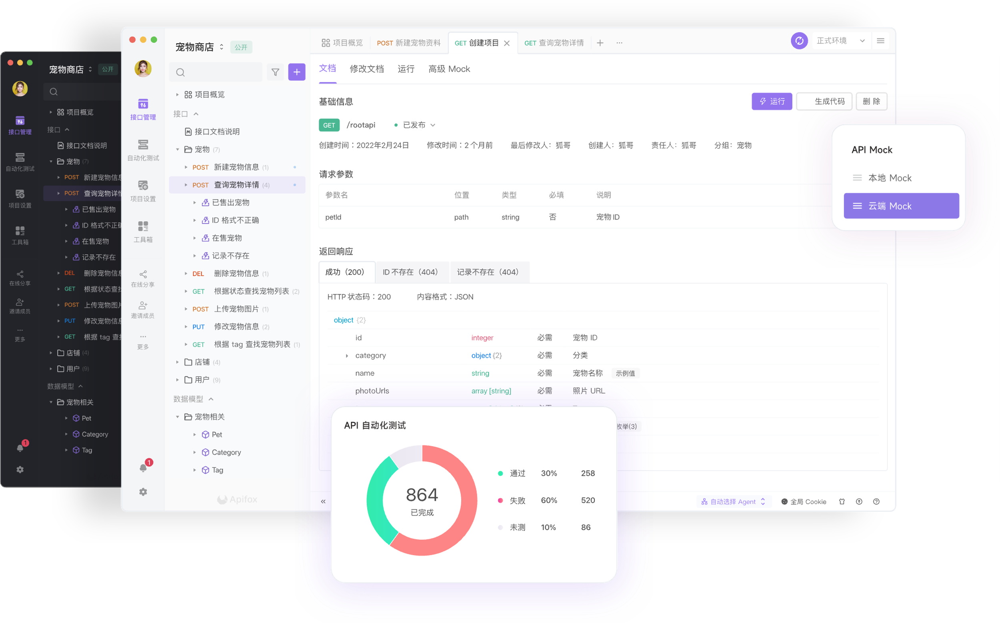 宠物商店 公开
项目概览
接口管理
接口
接口文档说明
自动化测试
宠物 (7)
POST 新建宠物信息
POST 查询宠物详
项目设置
已售出宠物
ID 格式不正确
工具箱
在售宠物
记录不存在
DEL 删除宠物信息
在线分享
GET 根据状态查
POST 上传宠物图片
邀请成员
PUT 修改宠物信息
GET 根据 tag 查
更多
店铺 (4)
用户 (9)
数据模型
宠物相关
Pet
Category
Tag
1
宠物商店 公开
接口管理
自动化测试
项目设置
工具箱
在线分享
邀请成员
更多
1
项目概览
接口
接口文档说明
宠物 (7)
POST 新建宠物信息 (1)
POST 查询宠物详情 (4)
已售出宠物
ID 格式不正确
在售宠物
记录不存在
DEL 删除宠物信息 (1)
GET 根据状态查找宠物列表 (2)
POST 上传宠物图片 (1)
PUT 修改宠物信息 (2)
GET 根据 tag 查找宠物列表 (1)
店铺 (4)
用户 (9)
数据模型
宠物相关
Pet
Category
Tag
Apifox
项目概览 POST 新建宠物资料 GET 创建项目 GET 查询宠物详情 ··· 正式环境
文档 修改文档 运行 高级 Mock
基础信息 运行 生成代码 删 除
GET /rootapi 已发布
创建时间：2022年2月24日 修改时间：2 个月前 最后修改人：狐哥 创建人：狐哥 责任人：狐哥 分组：宠物
请求参数
参数名 位置 类型 必填 说明
petId path string 否 宠物 ID
返回响应
成功（200） ID 不存在（404） 记录不存在（404）
HTTP 状态码：200 内容格式：JSON
object {2}
id integer 必需 宠物 ID
category object {2} 必需 分类
name string 必需 宠物名称 示例值
photoUrls array [string] 必需 照片 URL
举(3)
自动选择 Agent 全局 Cookie
API Mock
本地 Mock
云端 Mock
API 自动化测试
864
已完成
通过 30% 258
失败 60% 520
未测 10% 86